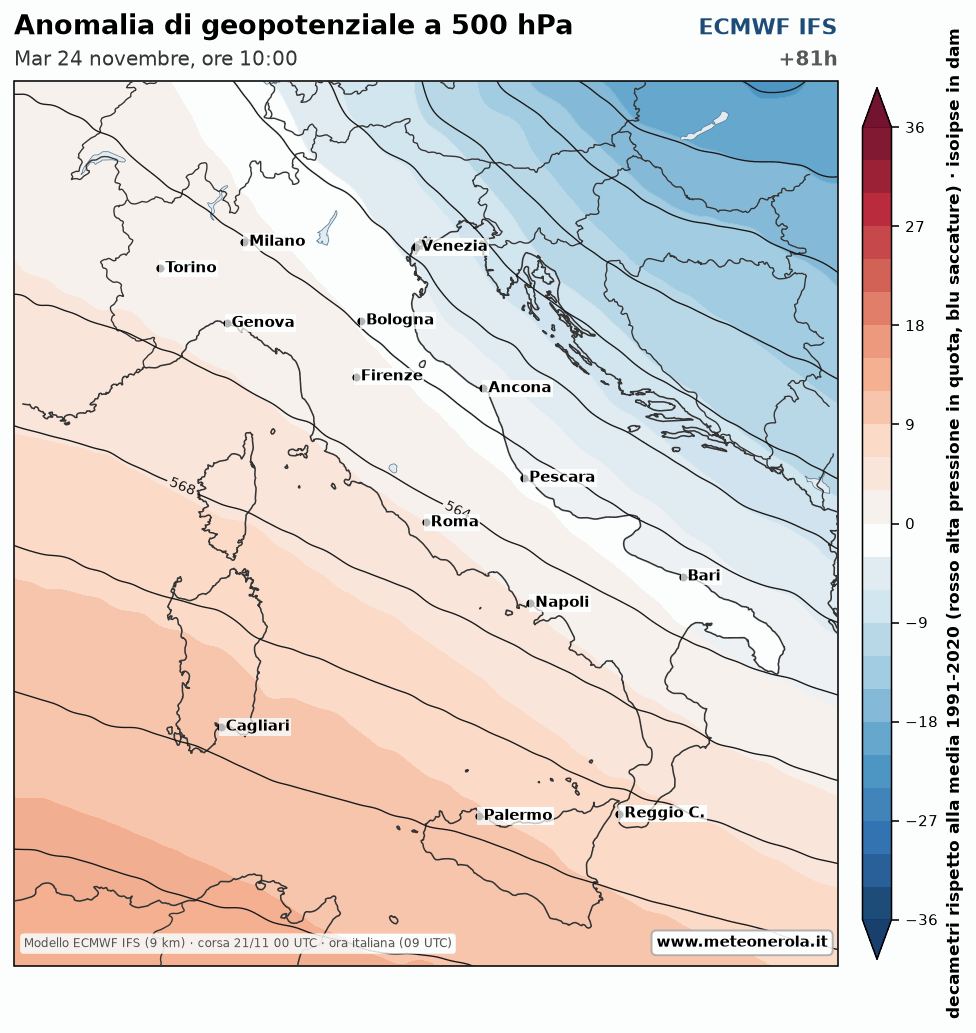 Anomalia di geopotenziale a 500 hPa
ECMWF IFS
Mar 24 novembre, ore 10:00
+81h
Milano
Venezia
Torino
Genova
Bologna
Firenze
Ancona
568
Pescara
564
Roma
Bari
Napoli
Cagliari
Palermo
Reggio C.
Modello ECMWF IFS (9 km) · corsa 21/11 00 UTC · ora italiana (09 UTC)
www.meteonerola.it
36
27
18
9
0
−9
−18
−27
−36
decametri rispetto alla media 1991-2020 (rosso alta pressione in quota, blu saccature) · isoipse in dam